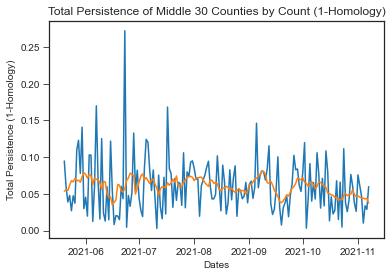 Total Persistence of Middle 30 Counties by Count (1-Homology)
Total Persistence (1-Homology)
0.25
0.20
0.15
0.10
0.05
0.00
2021-06 2021-07 2021-08 2021-09 2021-10 2021-11
Dates